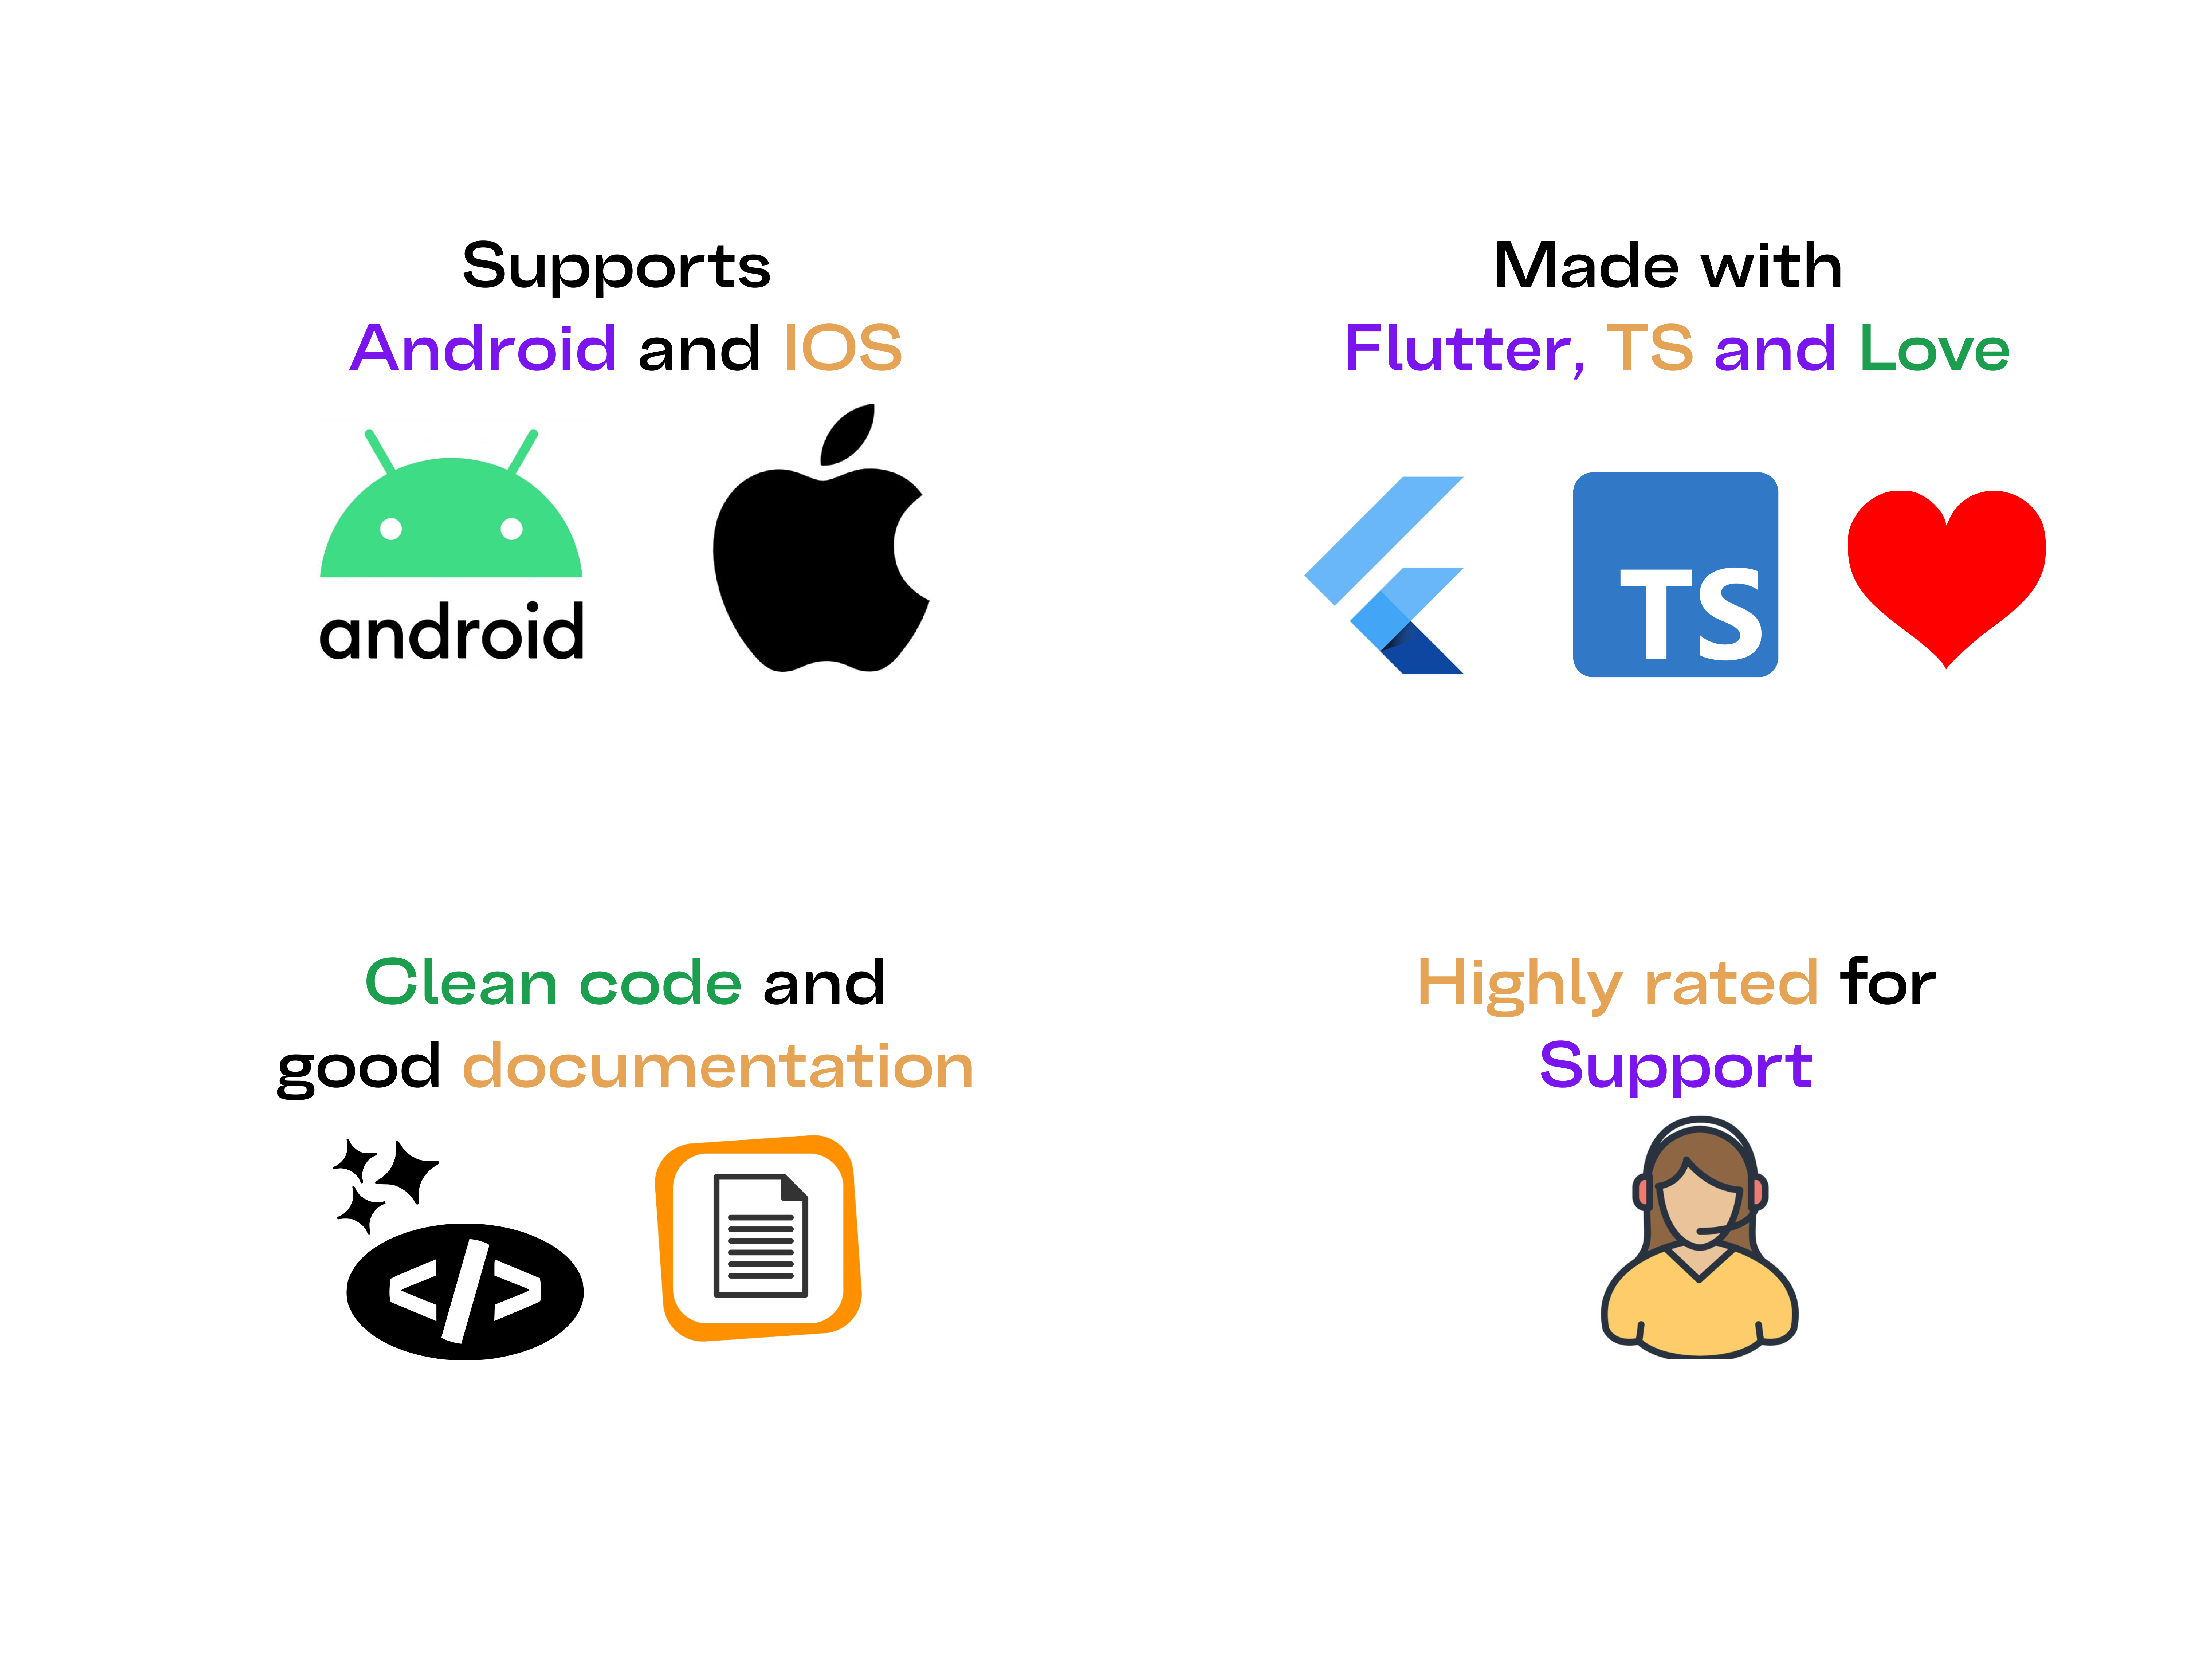 Supports
Android and IOS
android
Made with
Flutter, TS and Love
TS
Clean code and
good documentation
</>
Highly rated for
Support